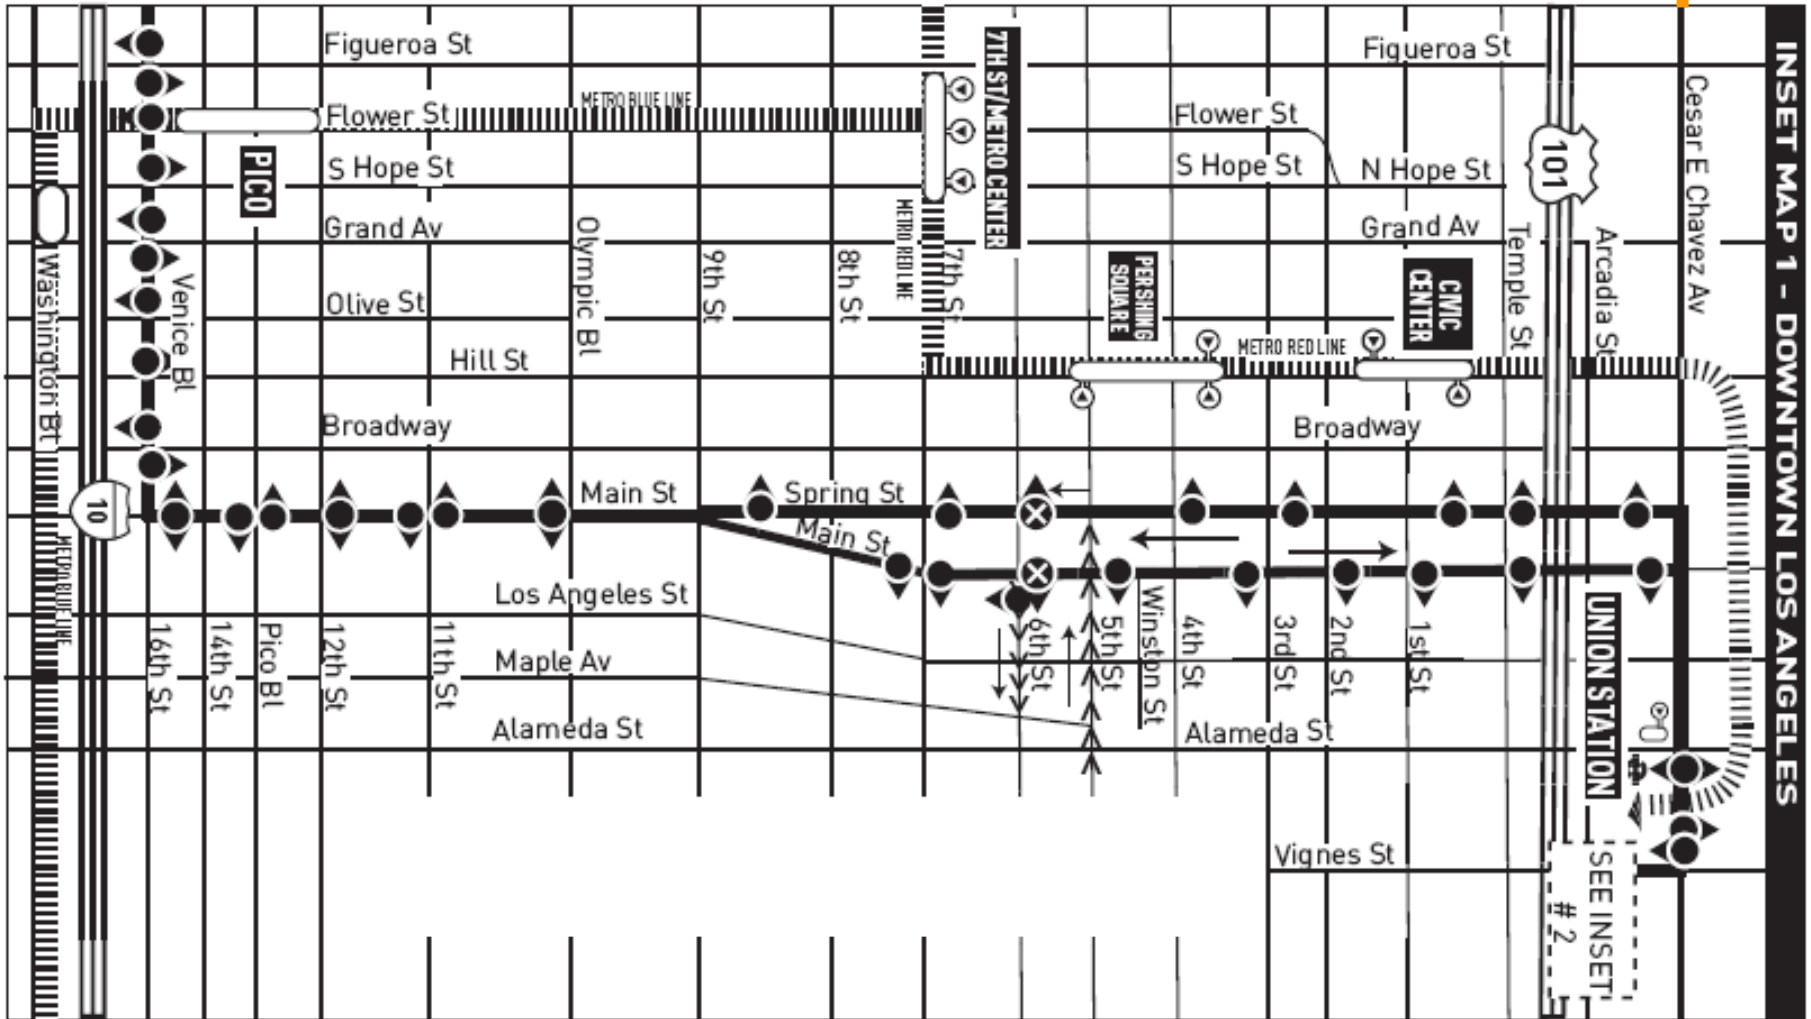 INSET MAP 1 - DOWNTOWN LOS ANGELES
Figueroa St
Figueroa St
METRO BLUE LINE
Flower St
Flower St
S Hope St
S Hope St
N Hope St
PICO
7TH ST/METRO CENTER
101
Cesar E Chavez Av
Grand Av
Grand Av
METRO RED LINE
Washington Bl
Venice Bl
Olympic Bl
9th St
8th St
7th St
PERSHING
SQUARE
CIVIC
CENTER
Temple St
Arcadia St
Olive St
Hill St
METRO RED LINE
Broadway
Broadway
10
Main St
Spring St
Main St
METRO BLUE LINE
Los Angeles St
Maple Av
Alameda St
Alameda St
16th St
14th St
Pico Bl
12th St
11th St
6th St
5th St
Winston St
4th St
3rd St
2nd St
1st St
UNION STATION
Vignes St
SEE INSET
# 2